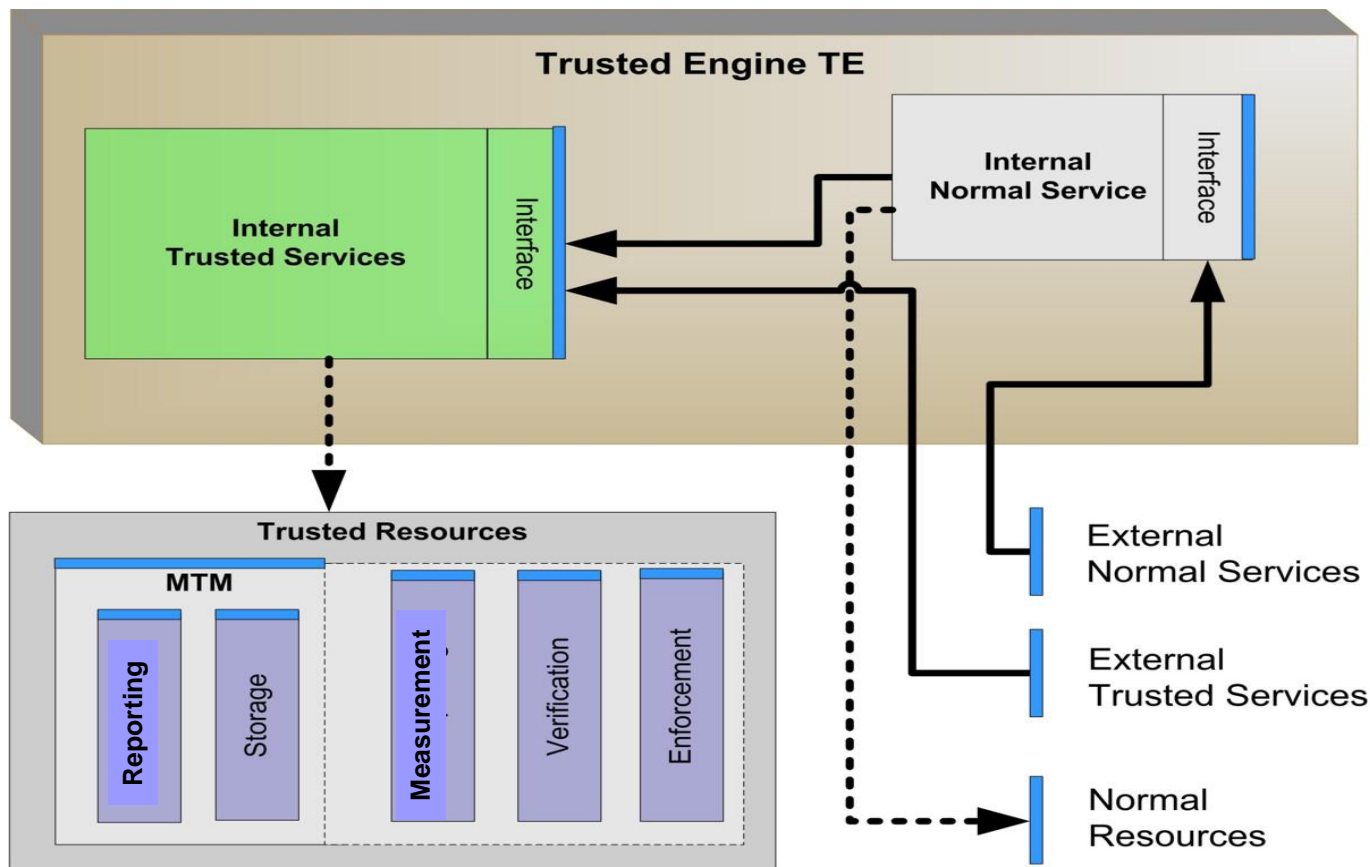 Trusted Engine TE
Internal
Trusted Services
Interface
Internal
Normal Service
Interface
Trusted Resources
MTM
Reporting
Storage
Measurement
Verification
Enforcement
External
Normal Services
External
Trusted Services
Normal
Resources